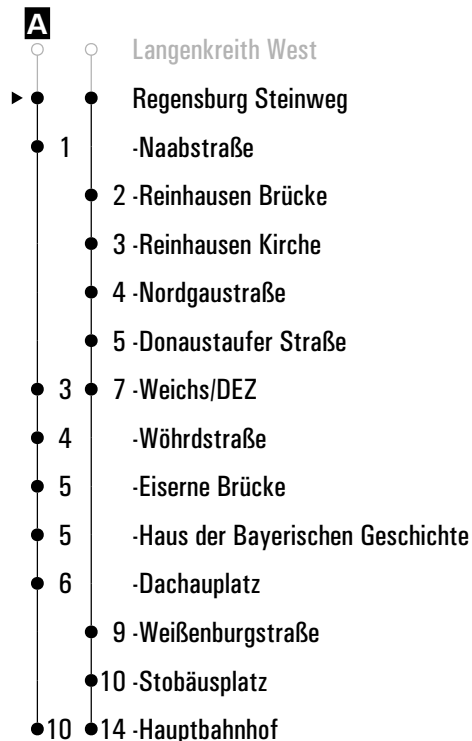 A
Langenkreith West
Regensburg Steinweg
1 -Naabstraße
2 -Reinhausen Brücke
3 -Reinhausen Kirche
4 -Nordgaustraße
5 -Donaustaufer Straße
3 7 -Weichs/DEZ
4 -Wöhrdstraße
5 -Eiserne Brücke
5 -Haus der Bayerischen Geschichte
6 -Dachauplatz
9 -Weißenburgstraße
10 -Stobäusplatz
10 14 -Hauptbahnhof